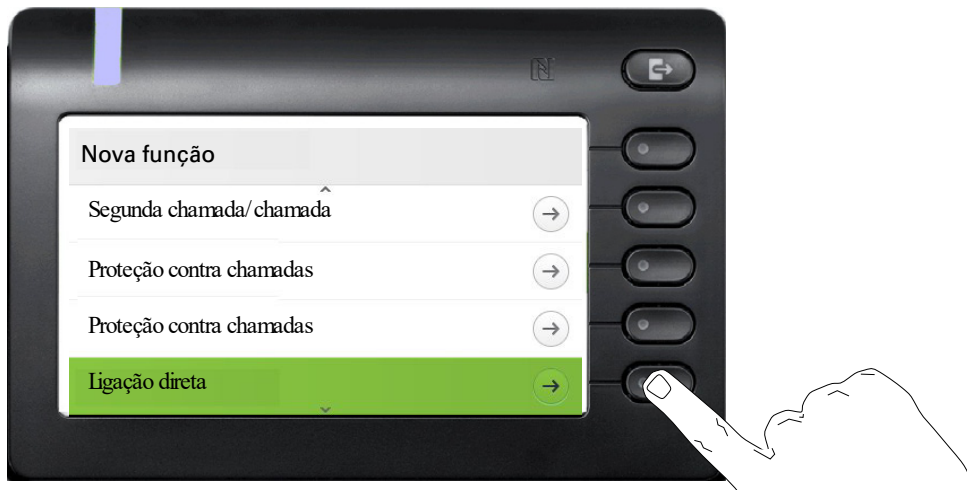 Nova função
Segunda chamada/chamada
Proteção contra chamadas
Proteção contra chamadas
Ligação direta